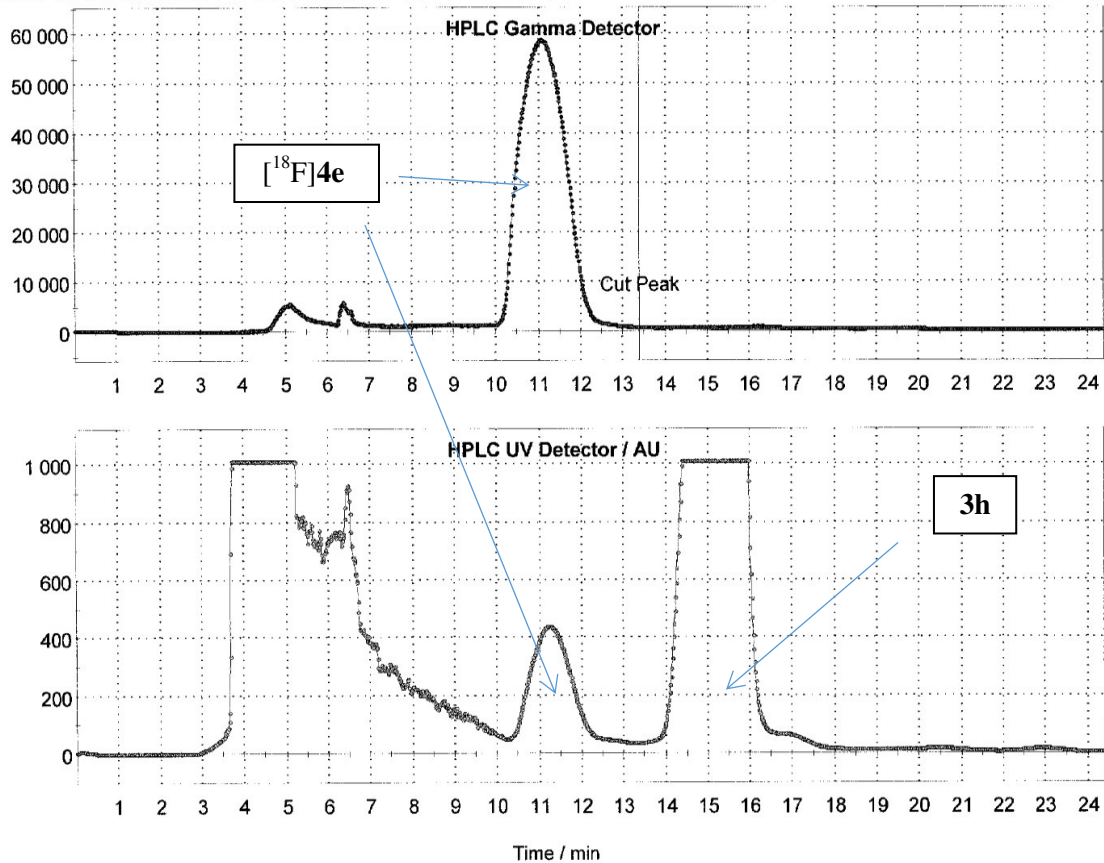 HPLC Gamma Detector
60 000
50 000
40 000
30 000
20 000
10 000
0
[¹⁸F]4e
Cut Peak
1 2 3 4 5 6 7 8 9 10 11 12 13 14 15 16 17 18 19 20 21 22 23 24
HPLC UV Detector / AU
1 000
800
600
400
200
0
3h
1 2 3 4 5 6 7 8 9 10 11 12 13 14 15 16 17 18 19 20 21 22 23 24
Time / min